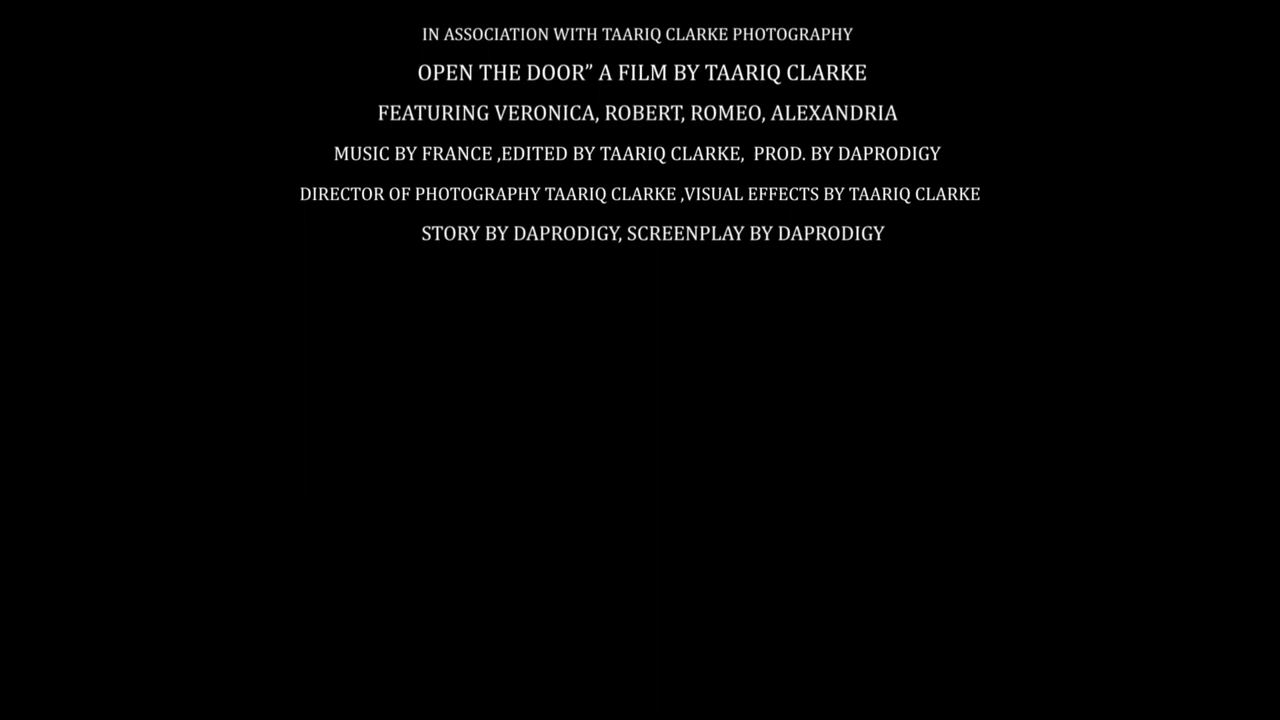 IN ASSOCIATION WITH TAARIQ CLARKE PHOTOGRAPHY
OPEN THE DOOR” A FILM BY TAARIQ CLARKE
FEATURING VERONICA, ROBERT, ROMEO, ALEXANDRIA
MUSIC BY FRANCE ,EDITED BY TAARIQ CLARKE,  PROD. BY DAPRODIGY
DIRECTOR OF PHOTOGRAPHY TAARIQ CLARKE ,VISUAL EFFECTS BY TAARIQ CLARKE
STORY BY DAPRODIGY, SCREENPLAY BY DAPRODIGY